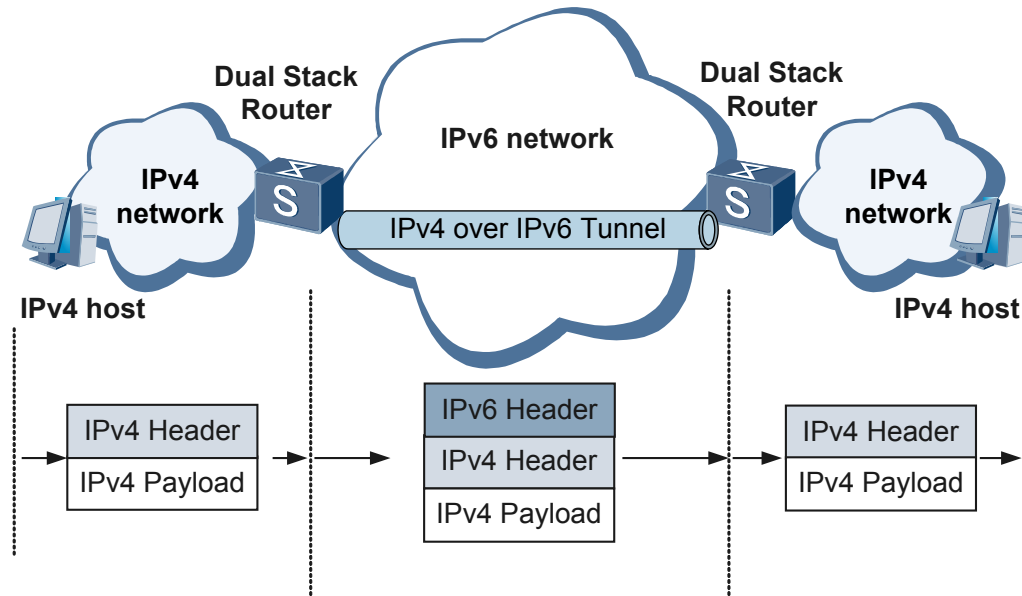 Dual Stack
Router
Dual Stack
Router
IPv6 network
IPv4
network
IPv4
network
S
S
IPv4 over IPv6 Tunnel
IPv4 host
IPv4 host
IPv6 Header
IPv4 Header
IPv4 Header
IPv4 Header
IPv4 Payload
IPv4 Payload
IPv4 Payload